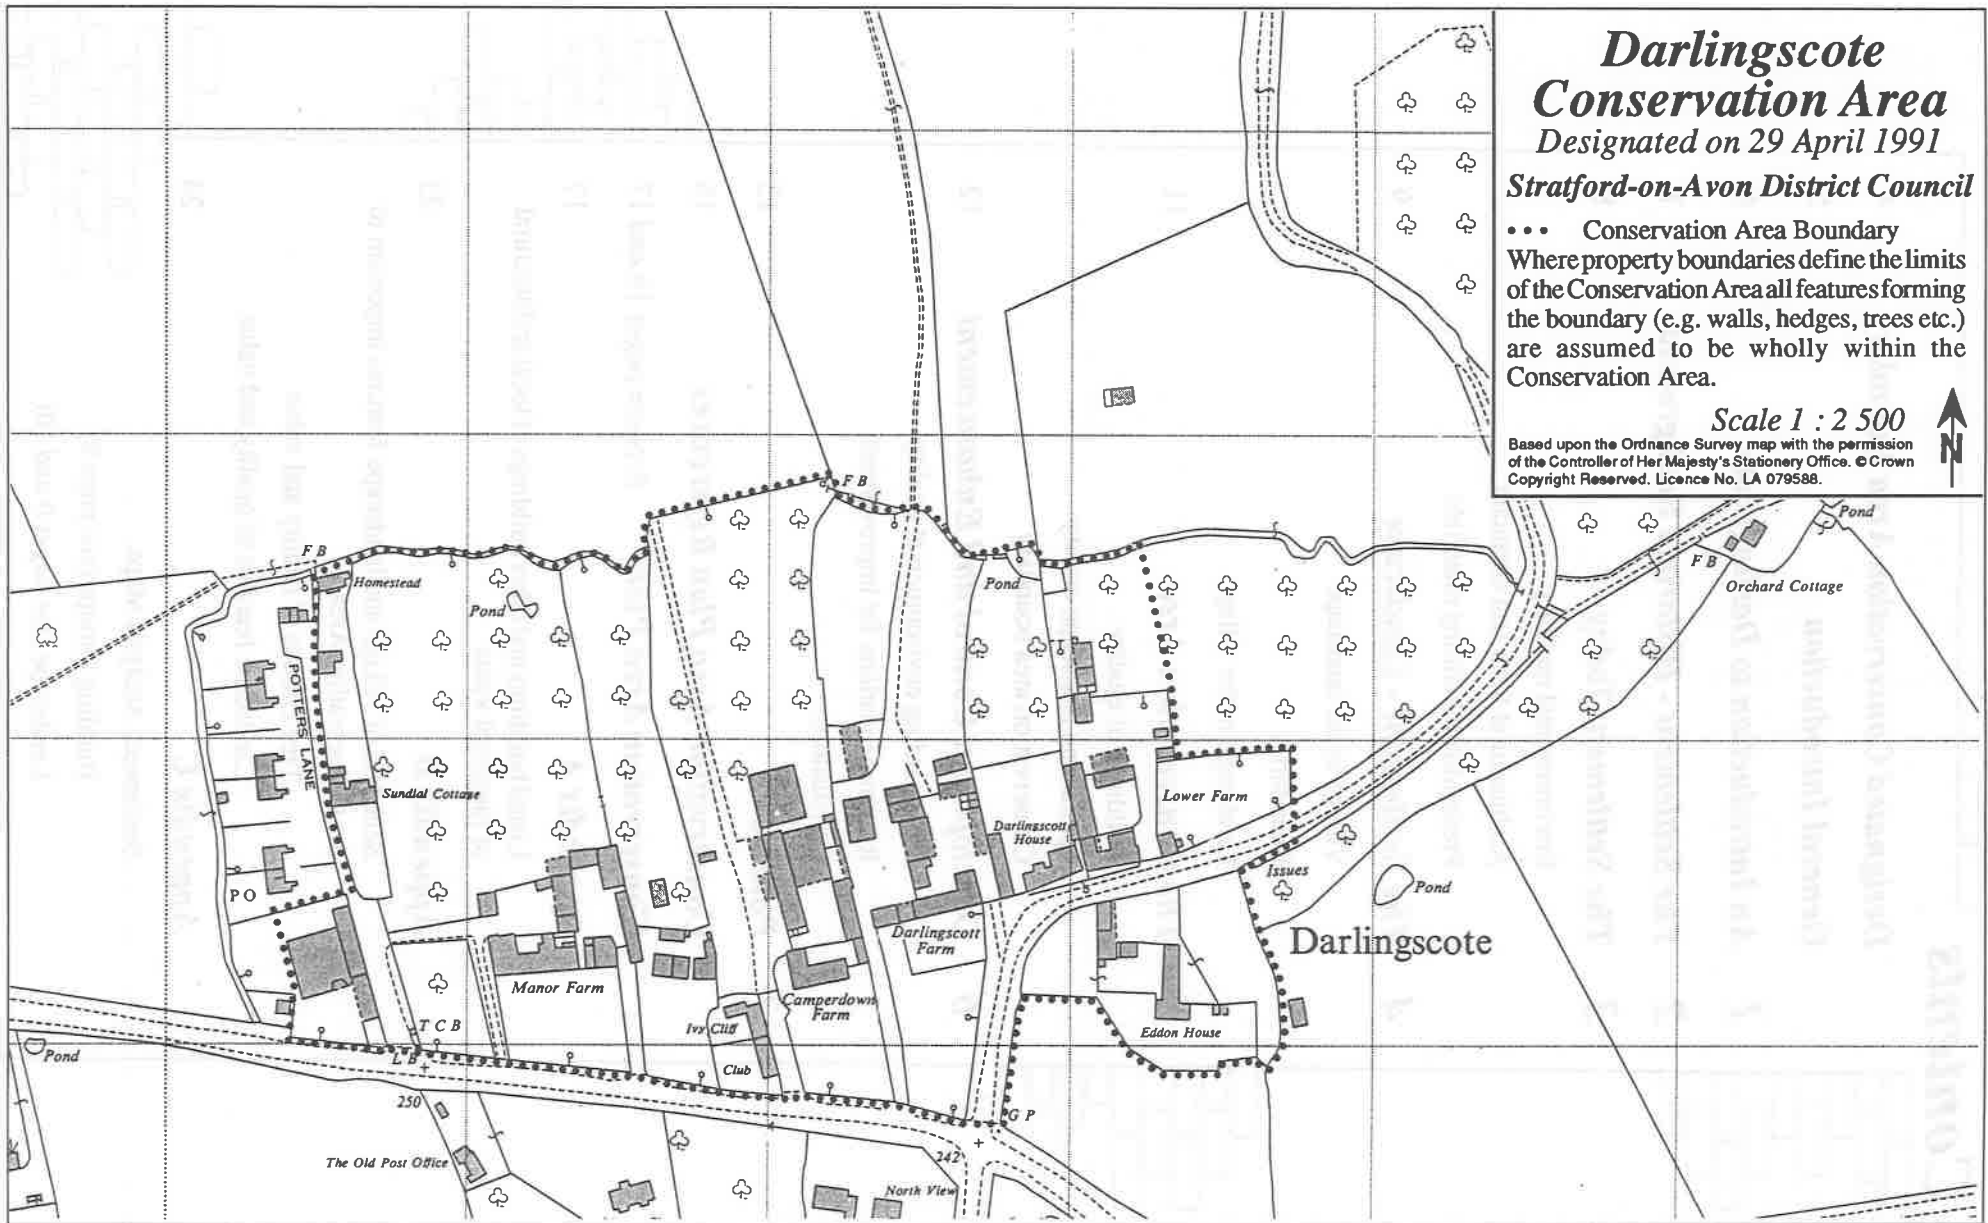 Darlingscote
Conservation Area
Designated on 29 April 1991
Stratford-on-Avon District Council
••• Conservation Area Boundary
Where property boundaries define the limits
of the Conservation Area all features forming
the boundary (e.g. walls, hedges, trees etc.)
are assumed to be wholly within the
Conservation Area.
Scale 1 : 2 500
Based upon the Ordnance Survey map with the permission
of the Controller of Her Majesty's Stationery Office. © Crown
Copyright Reserved. Licence No. LA 079588.
N
F B
Pond
F B
Homestead
Pond
Pond
F B
Orchard Cottage
POTTERS LANE
Sundial Cottage
Lower Farm
Darlingscott
House
Issues
Pond
P O
Darlingscott
Farm
Darlingscote
Manor Farm
Camperdown
Farm
Ivy Cliff
Eddon House
T C B
L B
Pond
Club
250
G P
The Old Post Office
242
North View